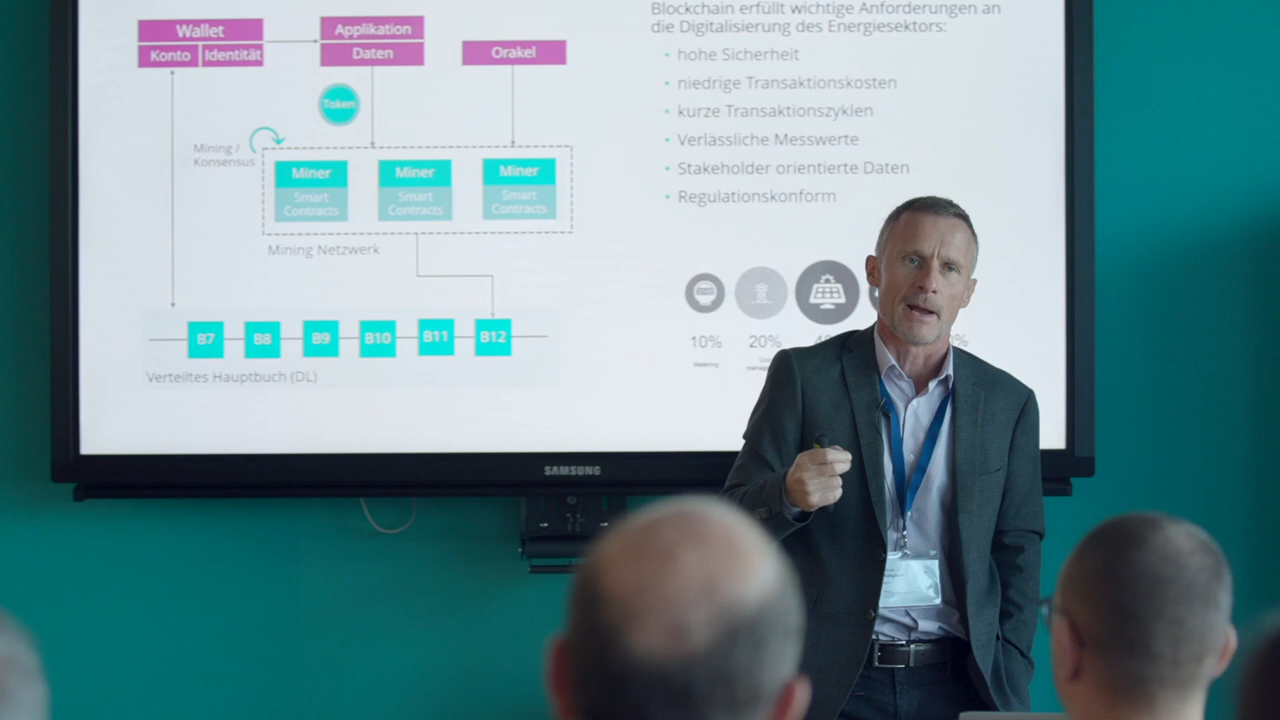 Wallet
Konto Identität
Applikation
Daten
Orakel
Token
Mining /
Konsensus
Miner
Smart
Contracts
Miner
Smart
Contracts
Miner
Smart
Contracts
Mining Netzwerk
B7 B8 B9 B10 B11 B12
Verteiltes Hauptbuch (DL)
Blockchain erfüllt wichtige Anforderungen an
die Digitalisierung des Energiesektors:
• hohe Sicherheit
• niedrige Transaktionskosten
• kurze Transaktionszyklen
• Verlässliche Messwerte
• Stakeholder orientierte Daten
• Regulationskonform
10% 20%
Metering
SAMSUNG